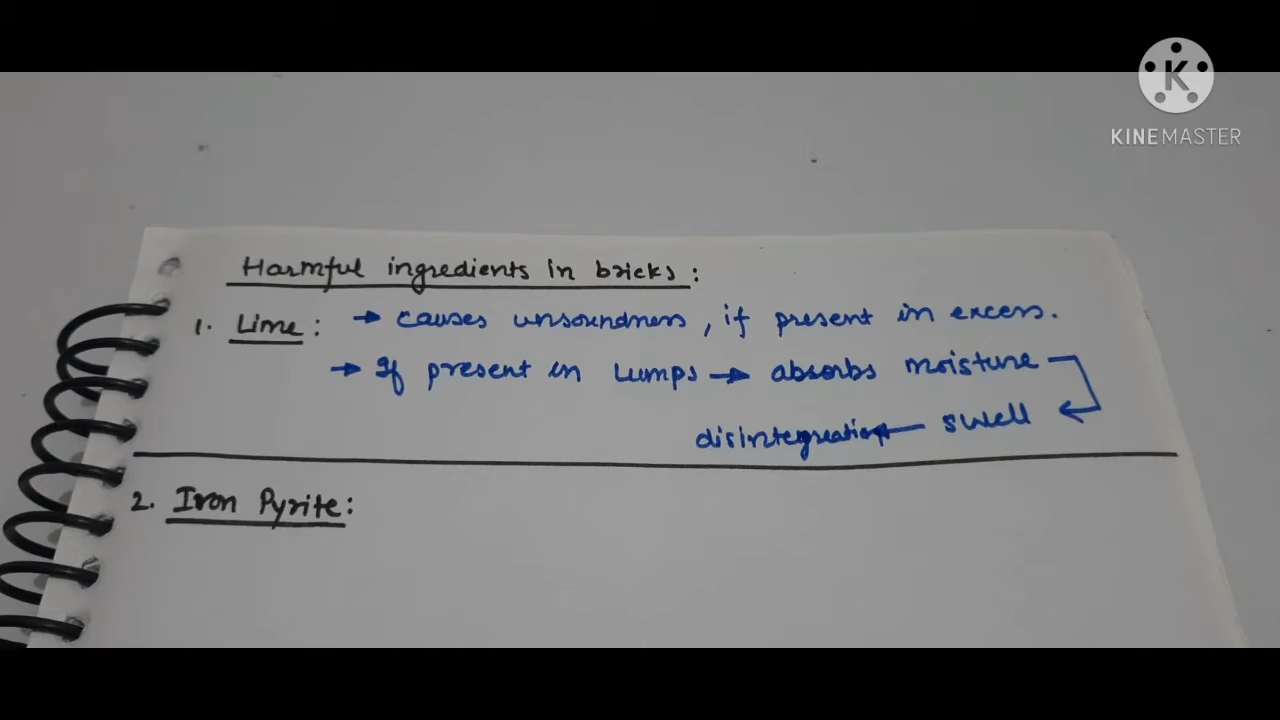 KINEMASTER
Harmful ingredients in bricks:
1. Lime: → causes unsoundness, if present in excess.
→ If present in lumps → absorbs moisture
disintegration ← swell ←
2. Iron Pyrite: